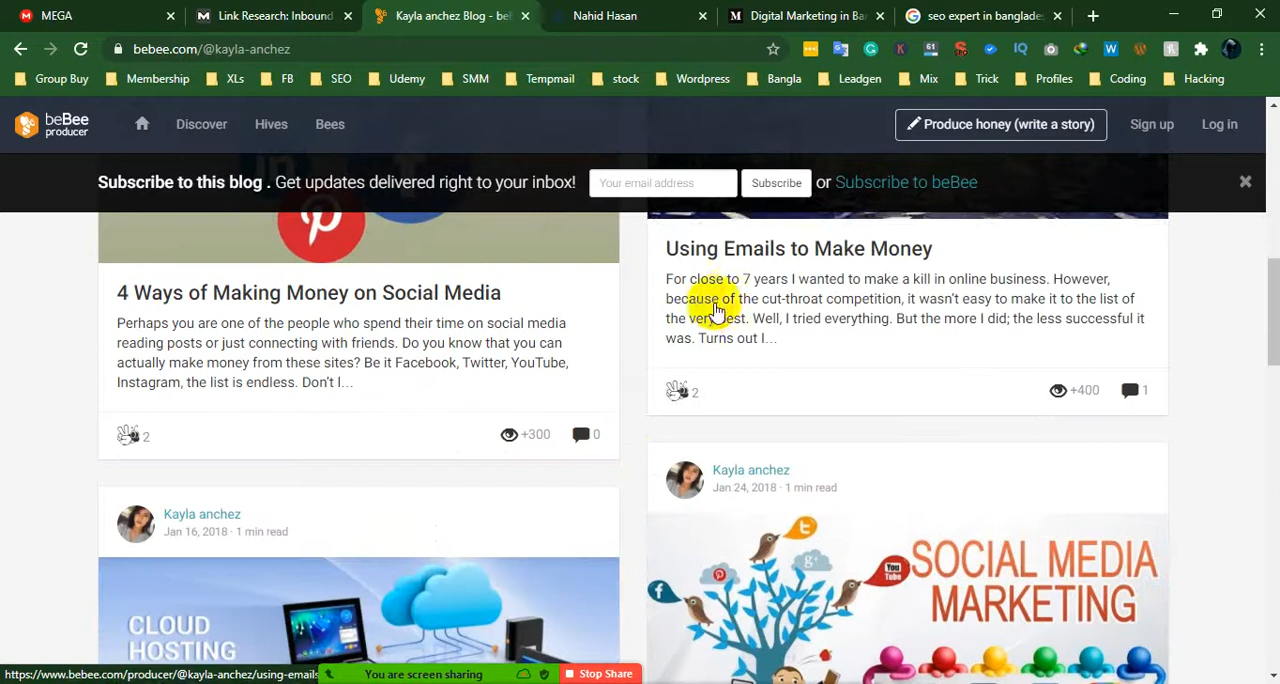 MEGA
Link Research: Inbound
Kayla anchez Blog - be
Nahid Hasan
Digital Marketing in Ba
seo expert in banglades
bebee.com/@kayla-anchez
Group Buy
Membership
XLs
FB
SEO
Udemy
SMM
Tempmail
stock
Wordpress
Bangla
Leadgen
Mix
Trick
Profiles
Coding
Hacking
beBee
producer
Discover
Hives
Bees
Produce honey (write a story)
Sign up
Log in
Subscribe to this blog . Get updates delivered right to your inbox!
Your email address
Subscribe
or Subscribe to beBee
4 Ways of Making Money on Social Media
Perhaps you are one of the people who spend their time on social media
reading posts or just connecting with friends. Do you know that you can
actually make money from these sites? Be it Facebook, Twitter, YouTube,
Instagram, the list is endless. Don't I...
2
+300
0
Using Emails to Make Money
For close to 7 years I wanted to make a kill in online business. However,
because of the cut-throat competition, it wasn't easy to make it to the list of
the very best. Well, I tried everything. But the more I did; the less successful it
was. Turns out I...
2
+400
1
Kayla anchez
Jan 16, 2018 · 1 min read
CLOUD
HOSTING
Kayla anchez
Jan 24, 2018 · 1 min read
SOCIAL MEDIA
MARKETING
You
Tube
g+
https://www.bebee.com/producer/@kayla-anchez/using-emails
You are screen sharing
Stop Share